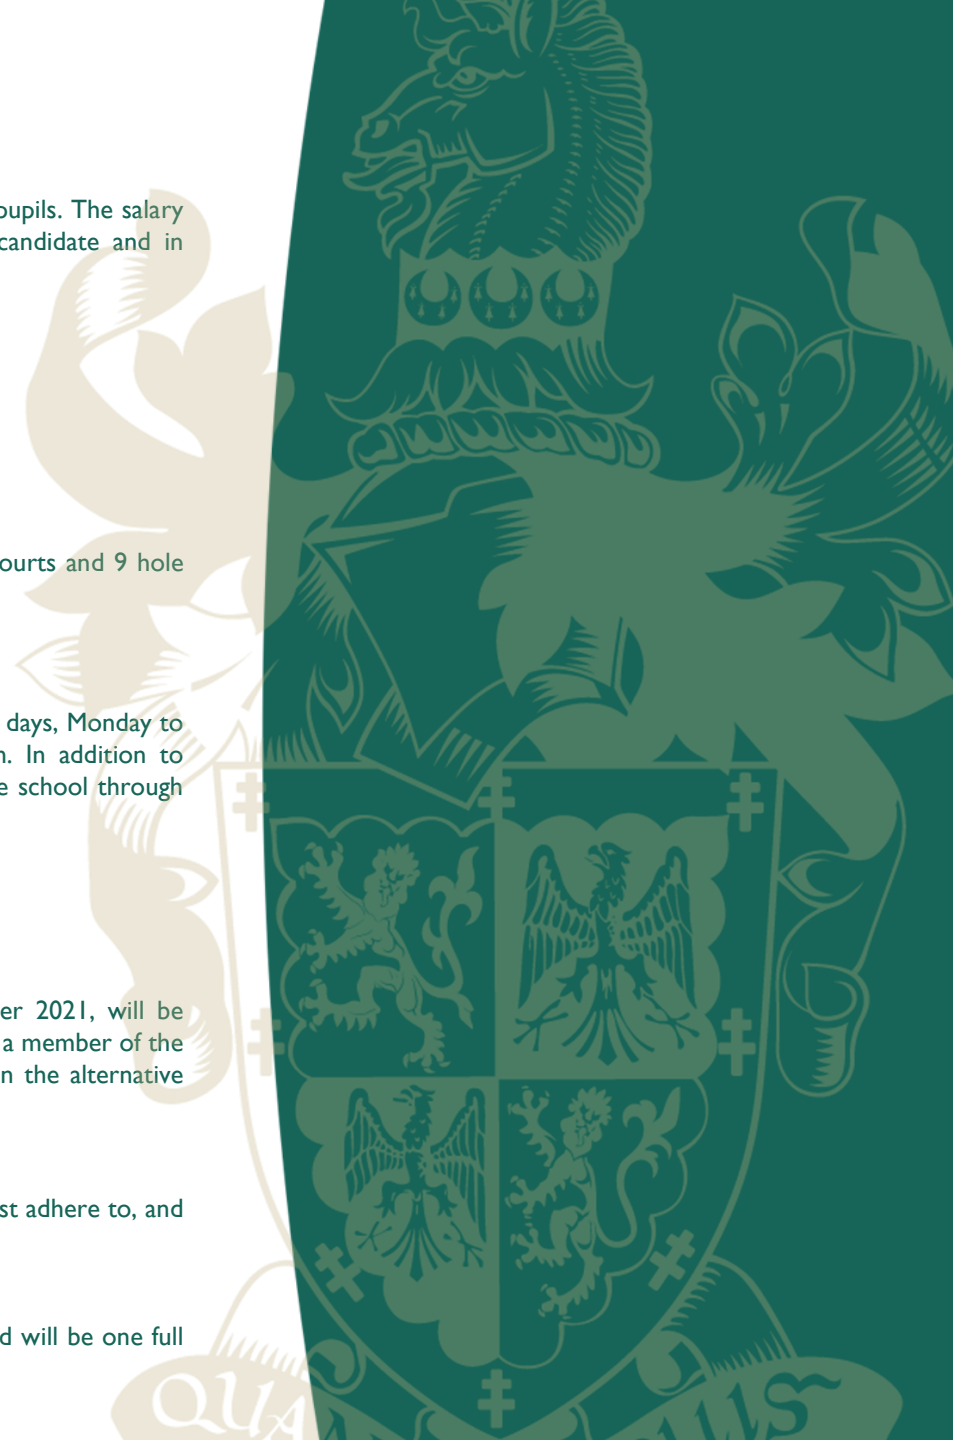 pupils. The salary
candidate and in
ourts and 9 hole
days, Monday to
n. In addition to
e school through
er 2021, will be
a member of the
n the alternative
st adhere to, and
d will be one full